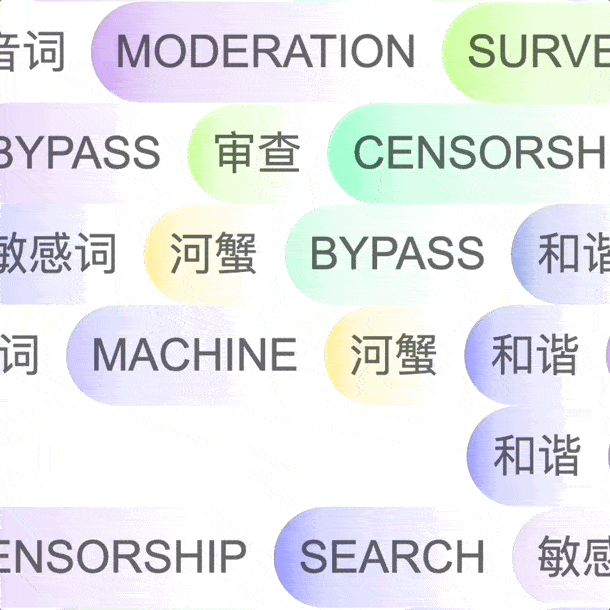 音词 MODERATION SURVE
BYPASS 审查 CENSORSH
敏感词 河蟹 BYPASS 和谐
词 MACHINE 河蟹 和谐
和谐
ENSORSHIP SEARCH 敏感